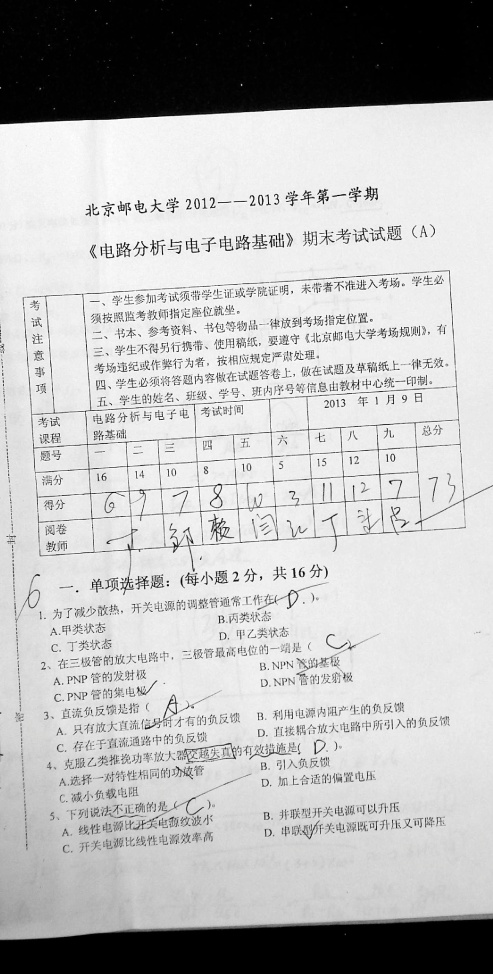 北京邮电大学 2012——2013 学年第一学期
《电路分析与电子电路基础》期末考试试题（A）
考试注意事项
一、学生参加考试须带学生证或学院证明，未带者不准进入考场。学生必
须按照监考教师指定座位就坐。
二、书本、参考资料、书包等物品一律放到考场指定位置。
三、学生不得另行携带、使用稿纸，要遵守《北京邮电大学考场规则》，有
考场违纪或作弊行为者，按相应规定严肃处理。
四、学生必须将答题内容做在试题答卷上，做在试题及草稿纸上一律无效。
五、学生的姓名、班级、学号、班内序号等信息由教材中心统一印制。
考试课程 电路分析与电子电路基础 考试时间 2013 年 1 月 9 日
题号 一 二 三 四 五 六 七 八 九 总分
满分 16 14 10 8 10 5 15 12 10
得分 6 9 7 8 10 3 11 12 7 73
阅卷教师
6
一．单项选择题：(每小题 2 分，共 16 分)
1. 为了减少散热，开关电源的调整管通常工作在( D. )。
A.甲类状态 B.丙类状态
C. 丁类状态 D. 甲乙类状态
2、在三极管的放大电路中，三极管最高电位的一端是（ C ）
A. PNP 管的发射极 B. NPN 管的基极
C. PNP 管的集电极 D. NPN 管的发射极
3、直流负反馈是指（ A ）。
A. 只有放大直流信号时才有的负反馈 B. 利用电源内阻产生的负反馈
C. 存在于直流通路中的负反馈 D. 直接耦合放大电路中所引入的负反馈
4、克服乙类推挽功率放大器交越失真的有效措施是( D. )。
A.选择一对特性相同的功放管 B. 引入负反馈
C. 减小负载电阻 D. 加上合适的偏置电压
5、下列说法不正确的是（ C ）。
A. 线性电源比开关电源纹波小 B. 并联型开关电源可以升压
C. 开关电源比线性电源效率高 D. 串联型开关电源既可升压又可降压